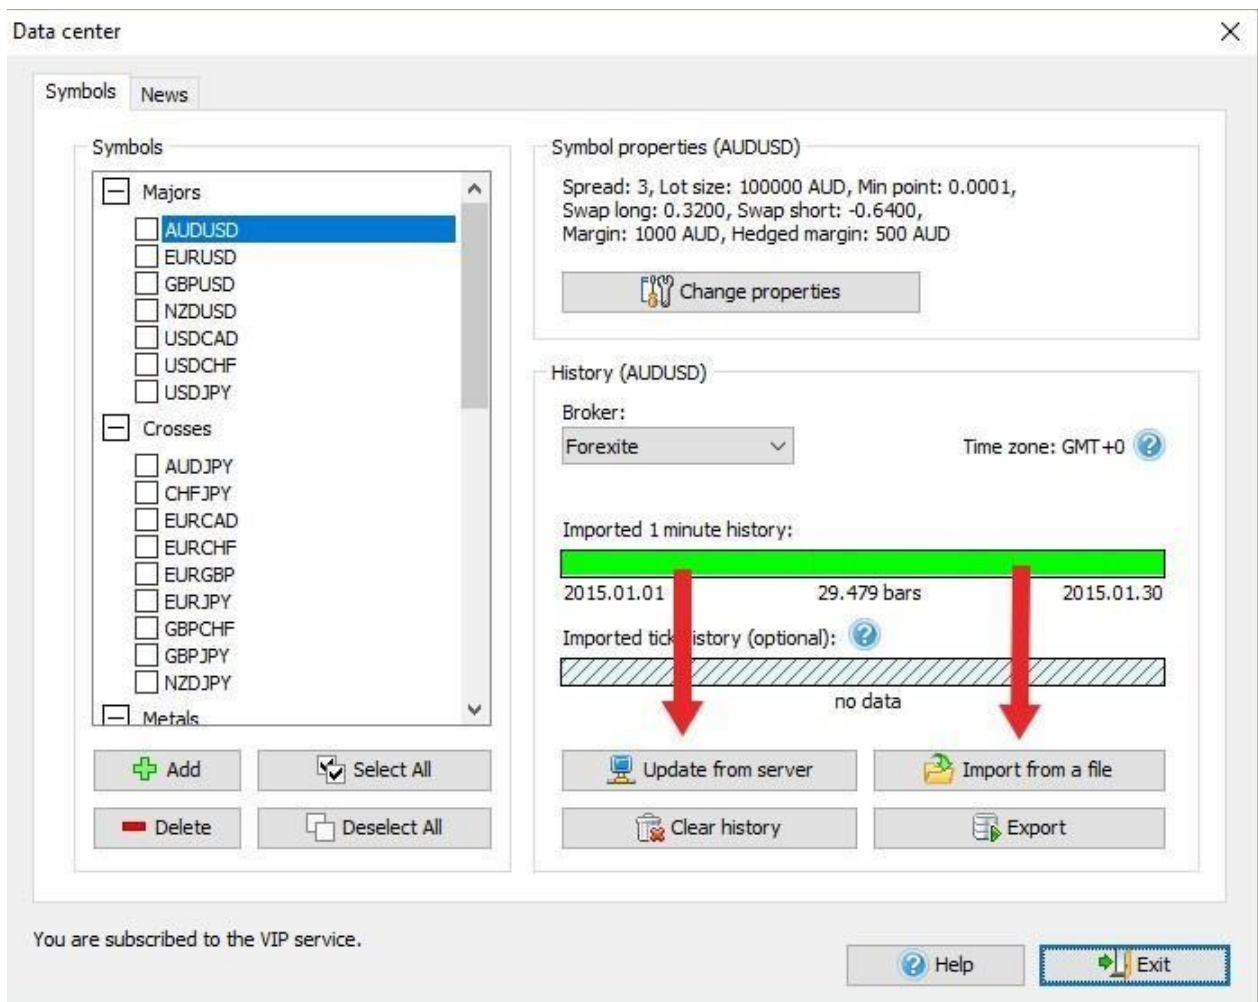 Data center
Symbols
News
Symbols
Majors
AUDUSD
EURUSD
GBPUSD
NZDUSD
USDCAD
USDCHF
USDJPY
Crosses
AUDJPY
CHFJPY
EURCAD
EURCHF
EURGBP
EURJPY
GBPCHF
GBPJPY
NZDJPY
Metals
Add
Select All
Delete
Deselect All
Symbol properties (AUDUSD)
Spread: 3, Lot size: 100000 AUD, Min point: 0.0001,
Swap long: 0.3200, Swap short: -0.6400,
Margin: 1000 AUD, Hedged margin: 500 AUD
Change properties
History (AUDUSD)
Broker:
Forexite
Time zone: GMT+0
Imported 1 minute history:
2015.01.01 29.479 bars 2015.01.30
Imported tick history (optional):
no data
Update from server
Import from a file
Clear history
Export
You are subscribed to the VIP service.
Help
Exit